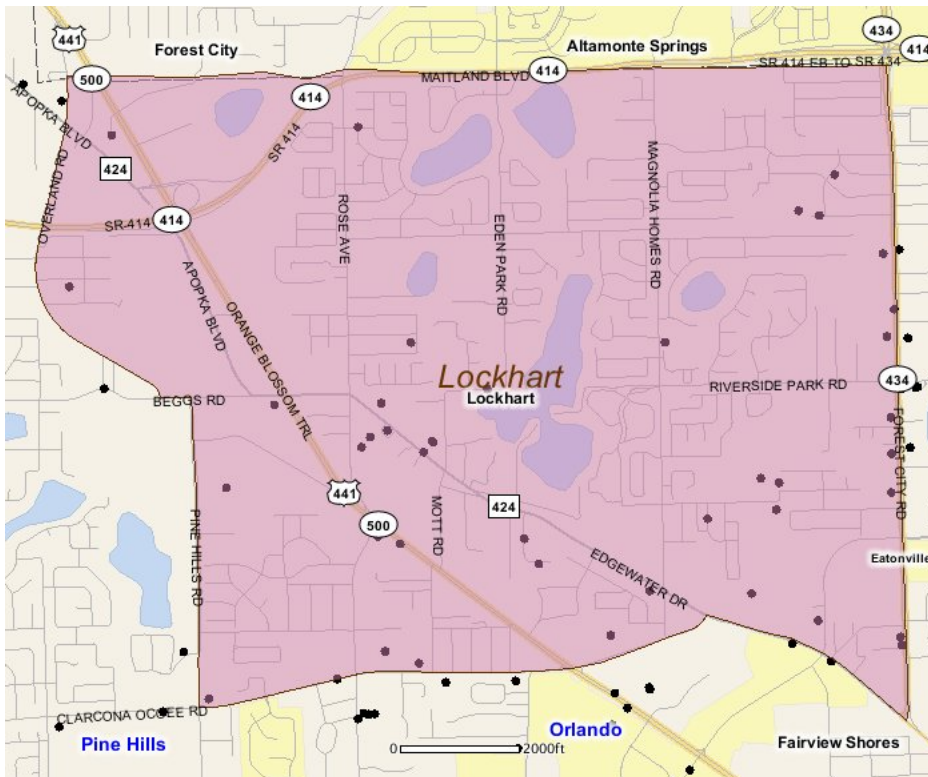 441
Forest City
434
Altamonte Springs
414
SR 414 EB TO SR 434
414
500
MAITLAND BLVD
414
APOPKA BLVD
SR 414
424
OVERLAND RD
MAGNOLIA HOMES RD
ROSE AVE
EDEN PARK RD
SR-414
414
APOPKA BLVD
ORANGE BLOSSOM TRL
Lockhart
Lockhart
RIVERSIDE PARK RD
434
BEGGS RD
FOREST CITY RD
441
424
500
MOTT RD
PINE HILLS RD
EDGEWATER DR
Eatonville
CLARCONA OCOEE RD
Pine Hills
Orlando
Fairview Shores
0
2000ft